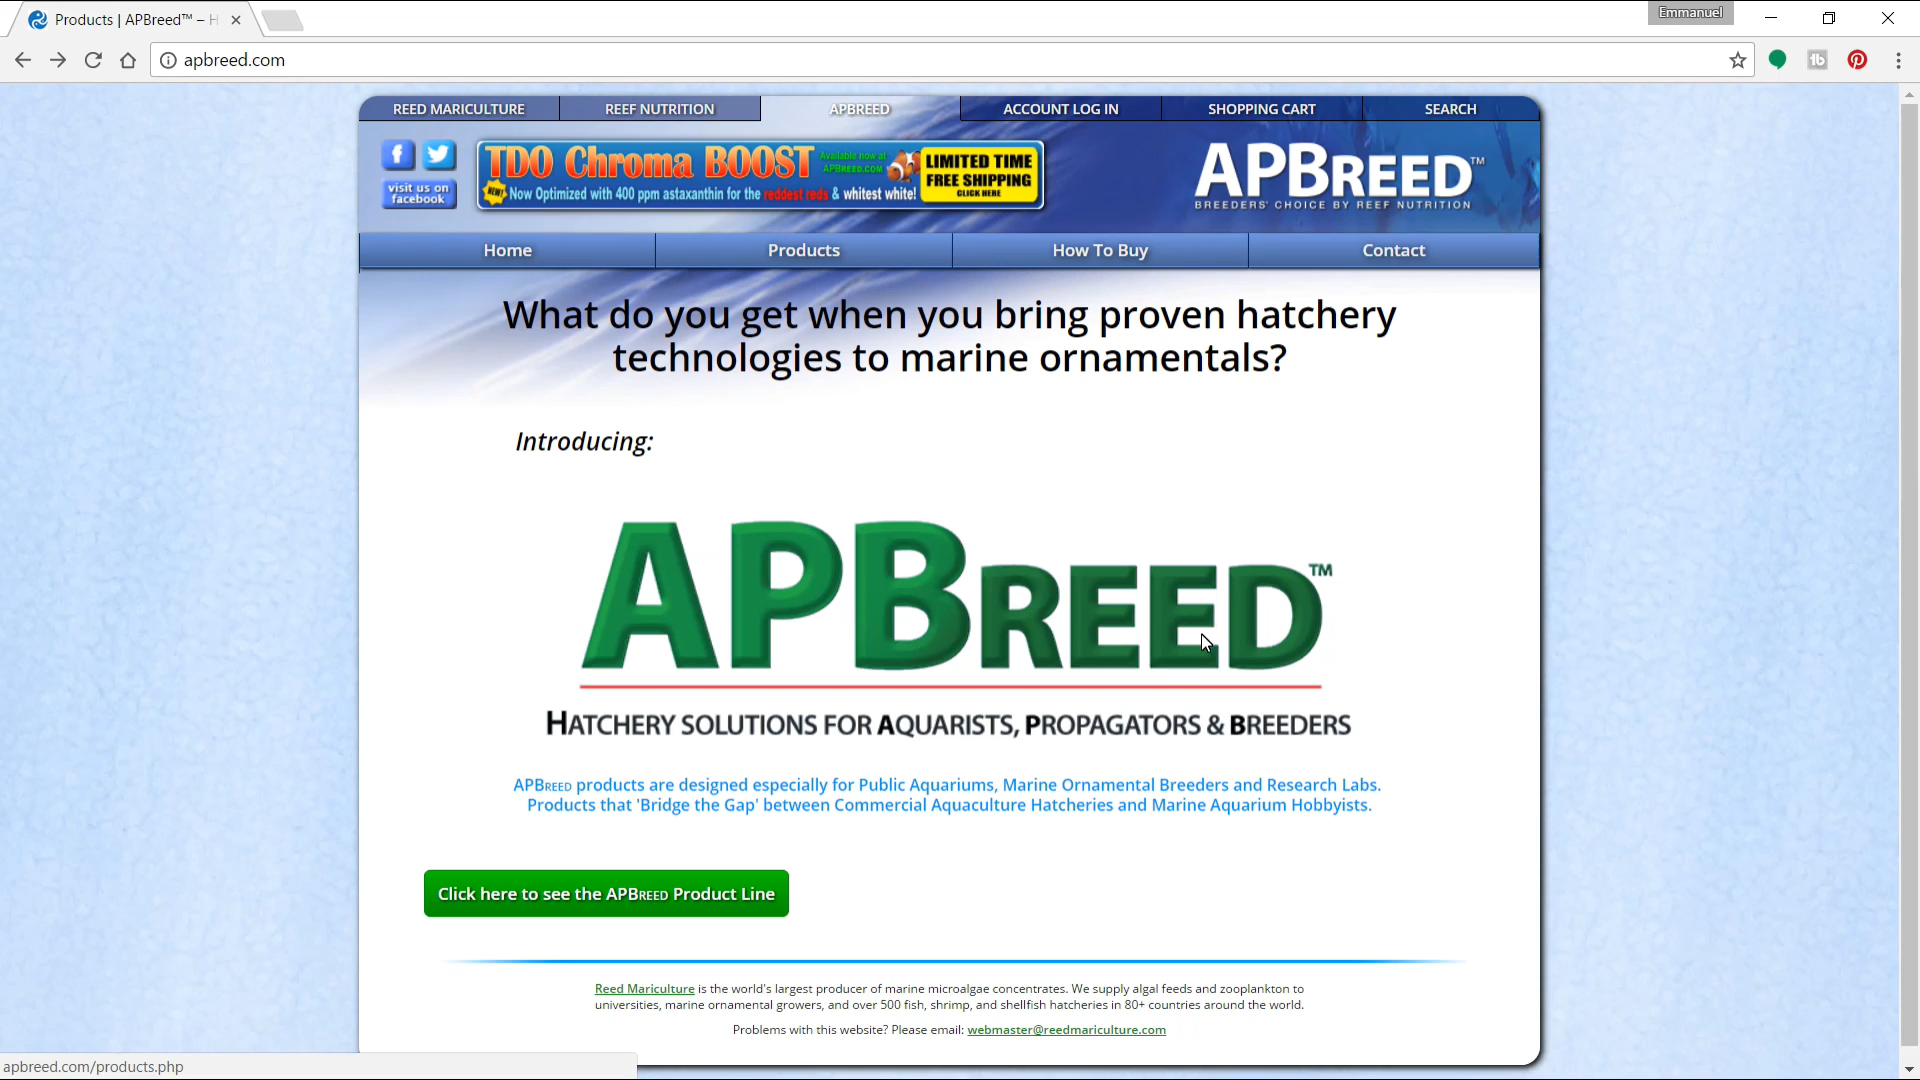 Products | APBreed™ – H
Emmanuel
apbreed.com
REED MARICULTURE
REEF NUTRITION
APBREED
ACCOUNT LOG IN
SHOPPING CART
SEARCH
f
visit us on
facebook
TDO Chroma BOOST
Available now at
APBREED.COM
NEW!
Now Optimized with 400 ppm astaxanthin for the reddest reds & whitest white!
LIMITED TIME
FREE SHIPPING
CLICK HERE
APBREED™
BREEDERS' CHOICE BY REEF NUTRITION
Home
Products
How To Buy
Contact
What do you get when you bring proven hatchery
technologies to marine ornamentals?
Introducing:
APBREED™
HATCHERY SOLUTIONS FOR AQUARISTS, PROPAGATORS & BREEDERS
APBREED products are designed especially for Public Aquariums, Marine Ornamental Breeders and Research Labs.
Products that 'Bridge the Gap' between Commercial Aquaculture Hatcheries and Marine Aquarium Hobbyists.
Click here to see the APBREED Product Line
Reed Mariculture is the world's largest producer of marine microalgae concentrates. We supply algal feeds and zooplankton to
universities, marine ornamental growers, and over 500 fish, shrimp, and shellfish hatcheries in 80+ countries around the world.
Problems with this website? Please email: webmaster@reedmariculture.com
apbreed.com/products.php